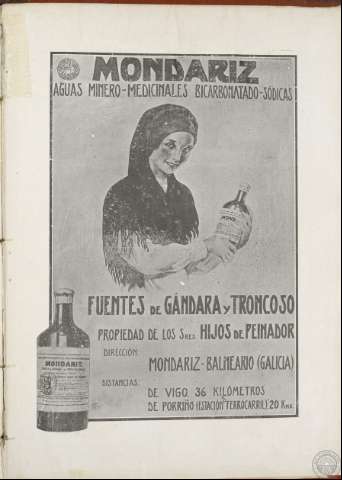 MONDARIZ
AGUAS MINERO-MEDICINALES BICARBONATADO-SÓDICAS
FUENTES DE GÁNDARA Y TRONCOSO
PROPIEDAD DE LOS SRES. HIJOS DE PEINADOR
DIRECCIÓN:
MONDARIZ-BALNEARIO (GALICIA)
DISTANCIAS:
DE VIGO 36 KILÓMETROS
DE PORRIÑO (ESTACIÓN FERROCARRIL) 20 KMS.
MONDARIZ